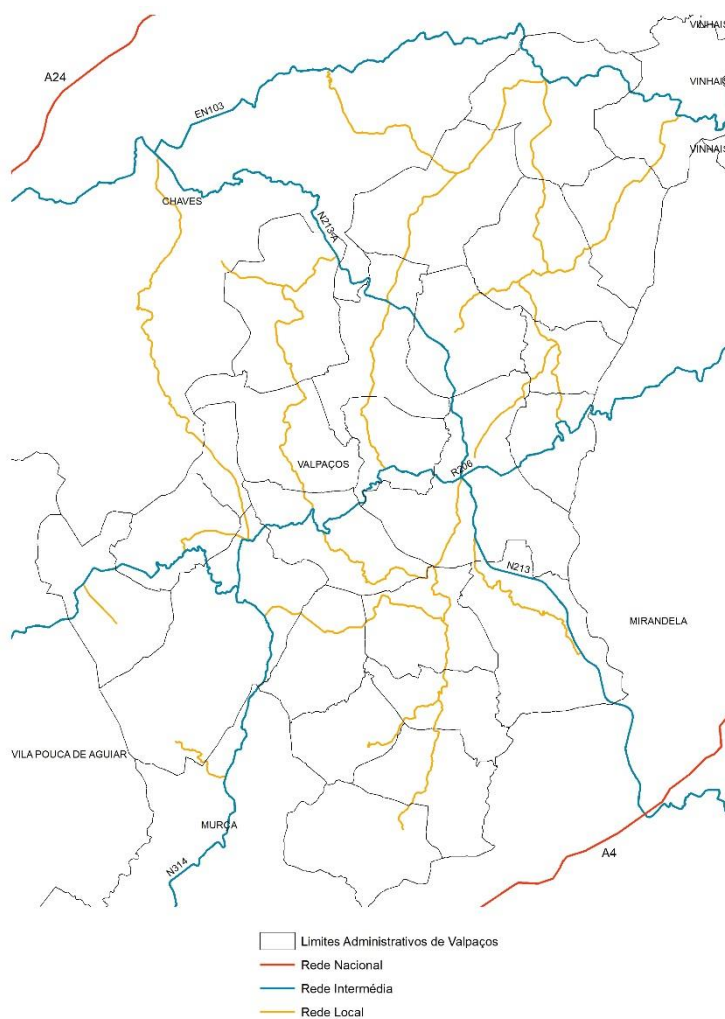 VINHAIS
A24
VINHAIS
EN103
VINHAIS
CHAVES
N213-A
VALPAÇOS
R206
N213
MIRANDELA
VILA POUCA DE AGUIAR
MURÇA
A4
N314
Limites Administrativos de Valpaços
Rede Nacional
Rede Intermédia
Rede Local